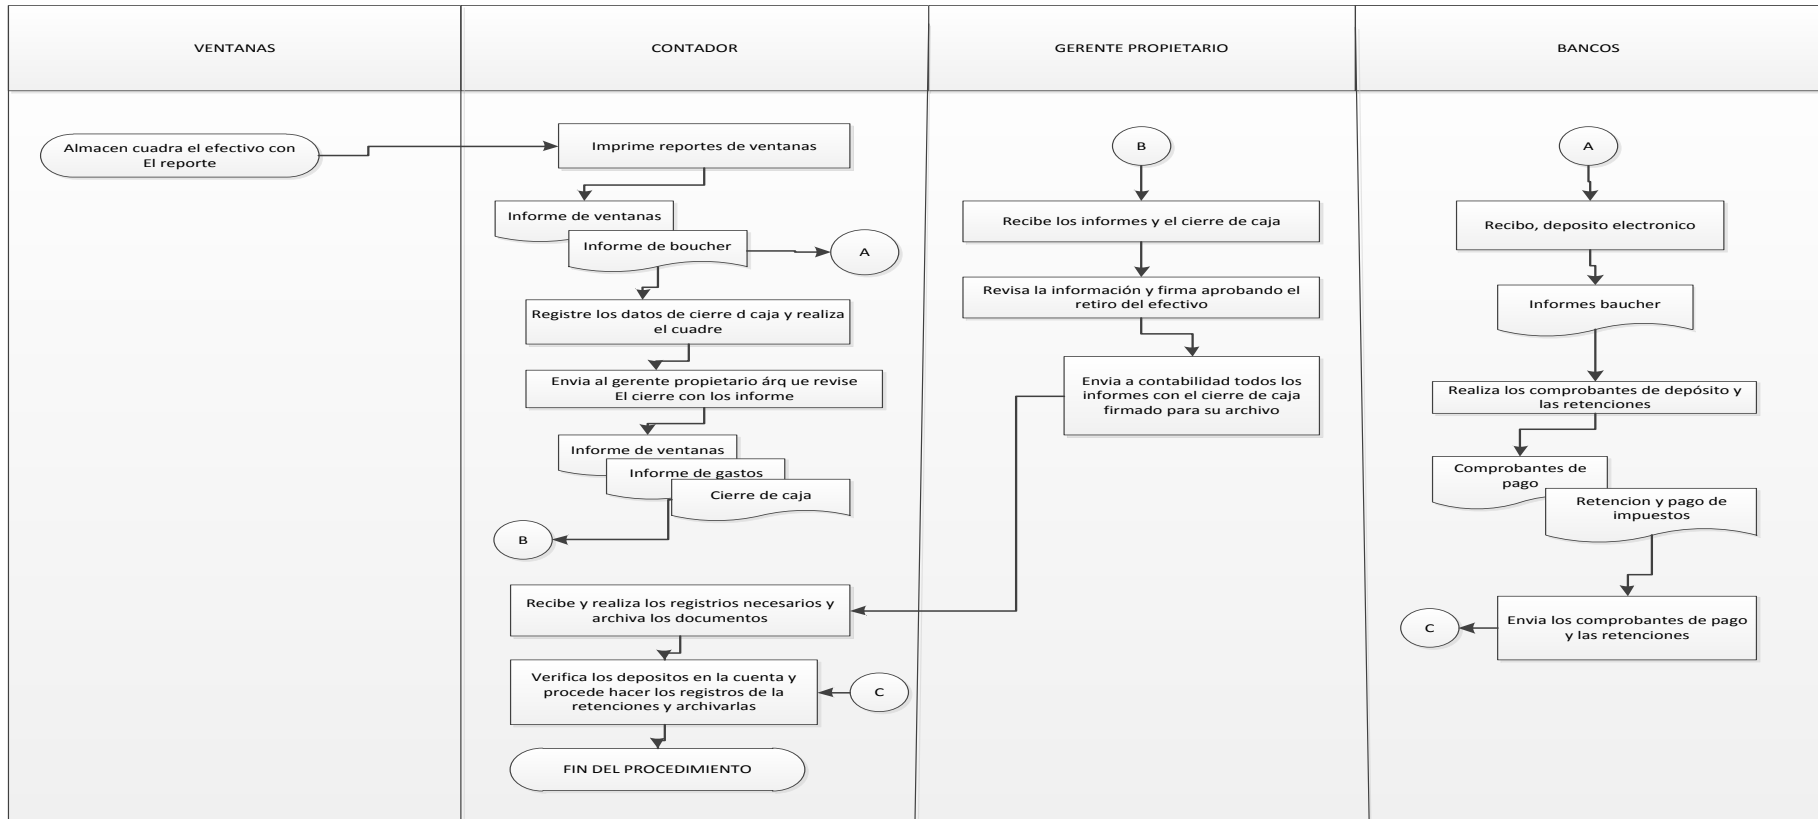 VENTANAS
CONTADOR
GERENTE PROPIETARIO
BANCOS
Almacen cuadra el efectivo con
El reporte
Imprime reportes de ventanas
Informe de ventanas
Informe de boucher
A
Registre los datos de cierre d caja y realiza
el cuadre
Envia al gerente propietario árq ue revise
El cierre con los informe
Informe de ventanas
Informe de gastos
Cierre de caja
B
Recibe y realiza los registrios necesarios y
archiva los documentos
Verifica los depositos en la cuenta y
procede hacer los registros de la
retenciones y archivarlas
C
FIN DEL PROCEDIMIENTO
B
Recibe los informes y el cierre de caja
Revisa la información y firma aprobando el
retiro del efectivo
Envia a contabilidad todos los
informes con el cierre de caja
firmado para su archivo
A
Recibo, deposito electronico
Informes baucher
Realiza los comprobantes de depósito y
las retenciones
Comprobantes de
pago
Retencion y pago de
impuestos
Envia los comprobantes de pago
y las retenciones
C